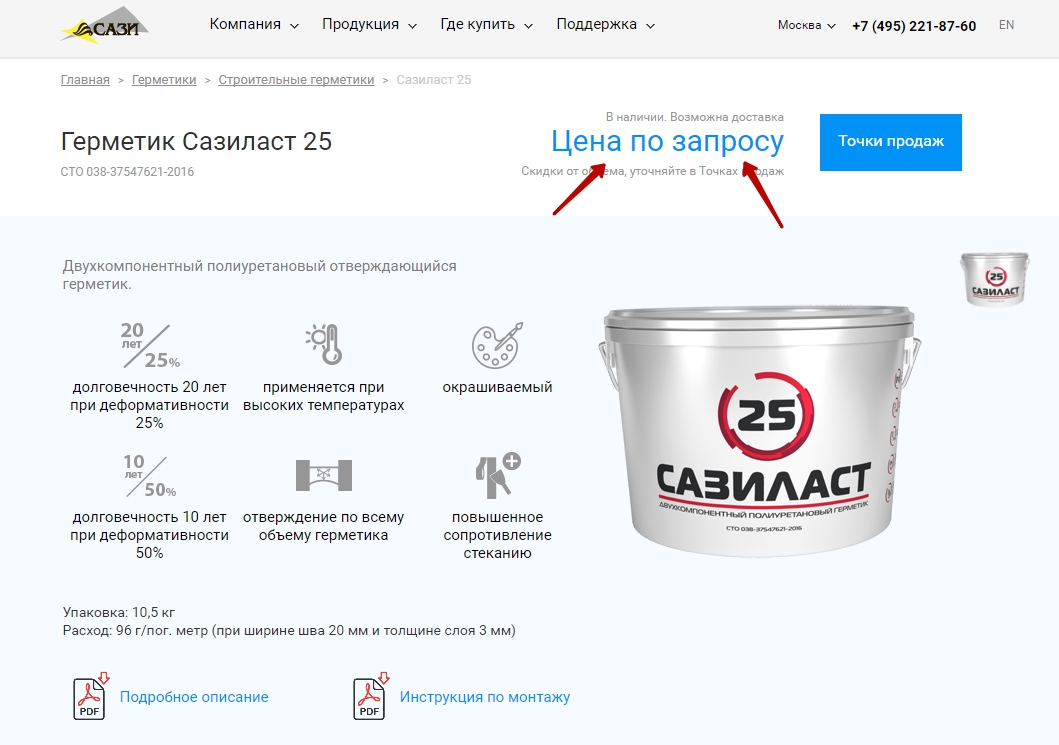 САЗИ
Компания
Продукция
Где купить
Поддержка
Москва
+7 (495) 221-87-60
EN
Главная > Герметики > Строительные герметики > Сазиласт 25
Герметик Сазиласт 25
СТО 038-37547621-2016
В наличии. Возможна доставка
Цена по запросу
Скидки от объема, уточняйте в Точках продаж
Точки продаж
Двухкомпонентный полиуретановый отверждающийся
герметик.
20
лет
25%
долговечность 20 лет
при деформативности
25%
применяется при
высоких температурах
окрашиваемый
10
лет
50%
долговечность 10 лет
при деформативности
50%
отверждение по всему
объему герметика
повышенное
сопротивление
стеканию
25
САЗИЛАСТ
ДВУХКОМПОНЕНТНЫЙ ПОЛИУРЕТАНОВЫЙ ГЕРМЕТИК
СТО 038-37547621-2016
25
САЗИЛАСТ
Упаковка: 10,5 кг
Расход: 96 г/пог. метр (при ширине шва 20 мм и толщине слоя 3 мм)
PDF
Подробное описание
PDF
Инструкция по монтажу